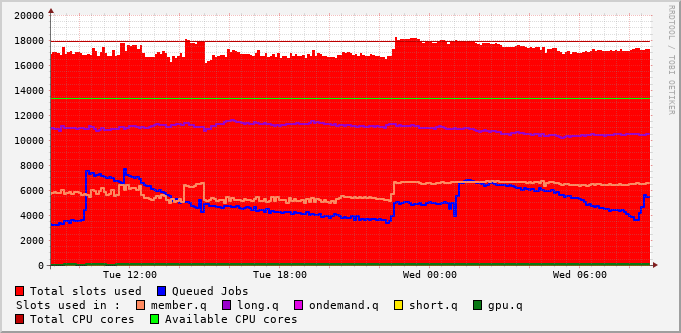 20000
18000
16000
14000
12000
10000
8000
6000
4000
2000
0
Tue 12:00 Tue 18:00 Wed 00:00 Wed 06:00
RRDTOOL / TOBI OETIKER
Total slots used Queued Jobs
Slots used in : member.q long.q ondemand.q short.q gpu.q
Total CPU cores Available CPU cores